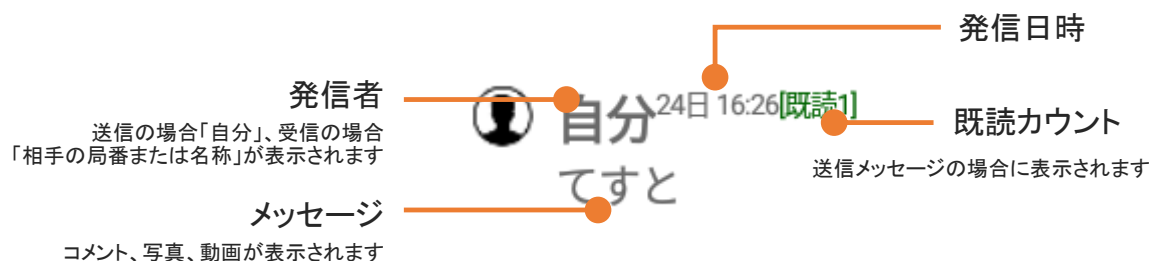 発信日時
発信者
送信の場合「自分」、受信の場合
「相手の局番または名称」が表示されます
自分24日 16:26[既読1]
既読カウント
送信メッセージの場合に表示されます
てすと
メッセージ
コメント、写真、動画が表示されます